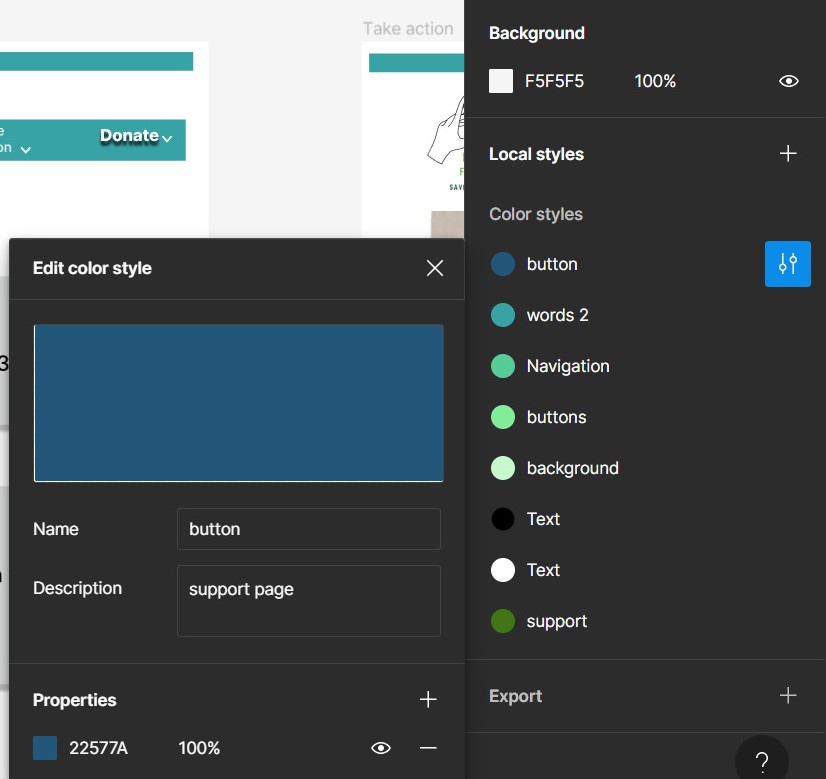 Take action
Donate
on
SAV
Background
F5F5F5 100%
Local styles
Color styles
button
words 2
Navigation
buttons
background
Text
Text
support
Export
?
Edit color style
3
Name button
Description support page
Properties
22577A 100%